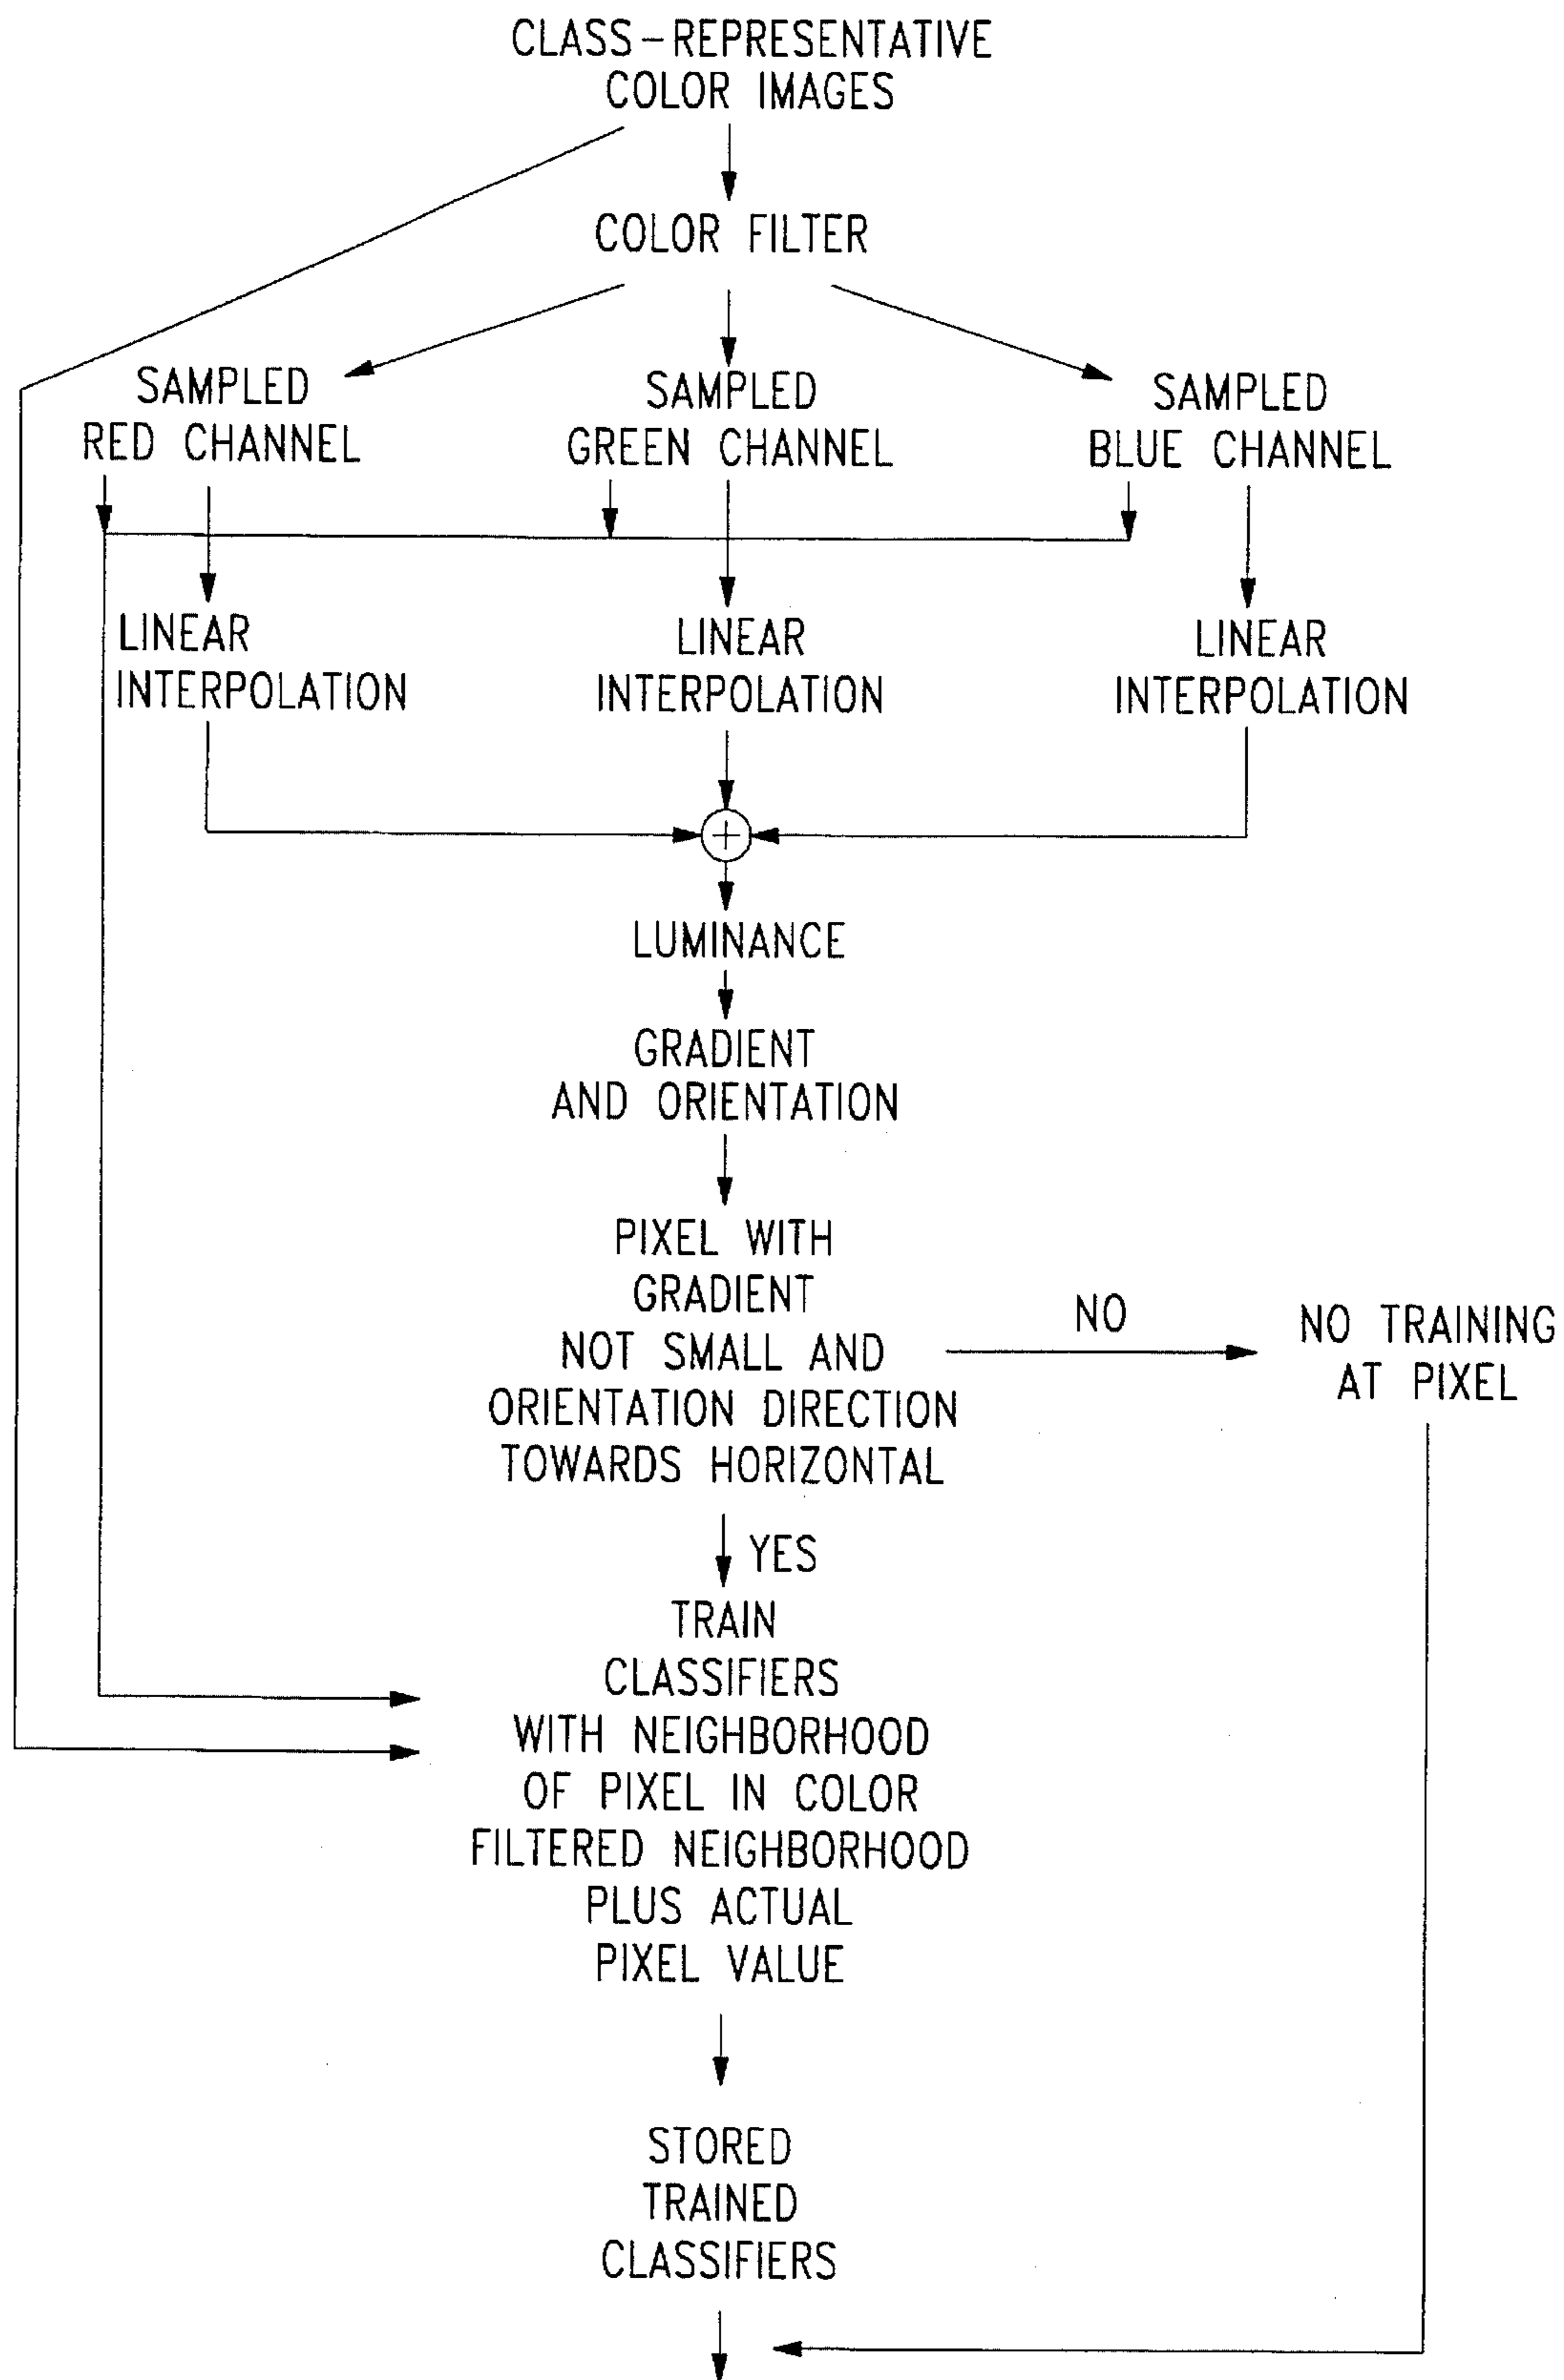 CLASS-REPRESENTATIVE
COLOR IMAGES
COLOR FILTER
SAMPLED
RED CHANNEL
SAMPLED
GREEN CHANNEL
SAMPLED
BLUE CHANNEL
LINEAR
INTERPOLATION
LINEAR
INTERPOLATION
LINEAR
INTERPOLATION
+
LUMINANCE
GRADIENT
AND ORIENTATION
PIXEL WITH
GRADIENT
NOT SMALL AND
ORIENTATION DIRECTION
TOWARDS HORIZONTAL
NO
NO TRAINING
AT PIXEL
YES
TRAIN
CLASSIFIERS
WITH NEIGHBORHOOD
OF PIXEL IN COLOR
FILTERED NEIGHBORHOOD
PLUS ACTUAL
PIXEL VALUE
STORED
TRAINED
CLASSIFIERS